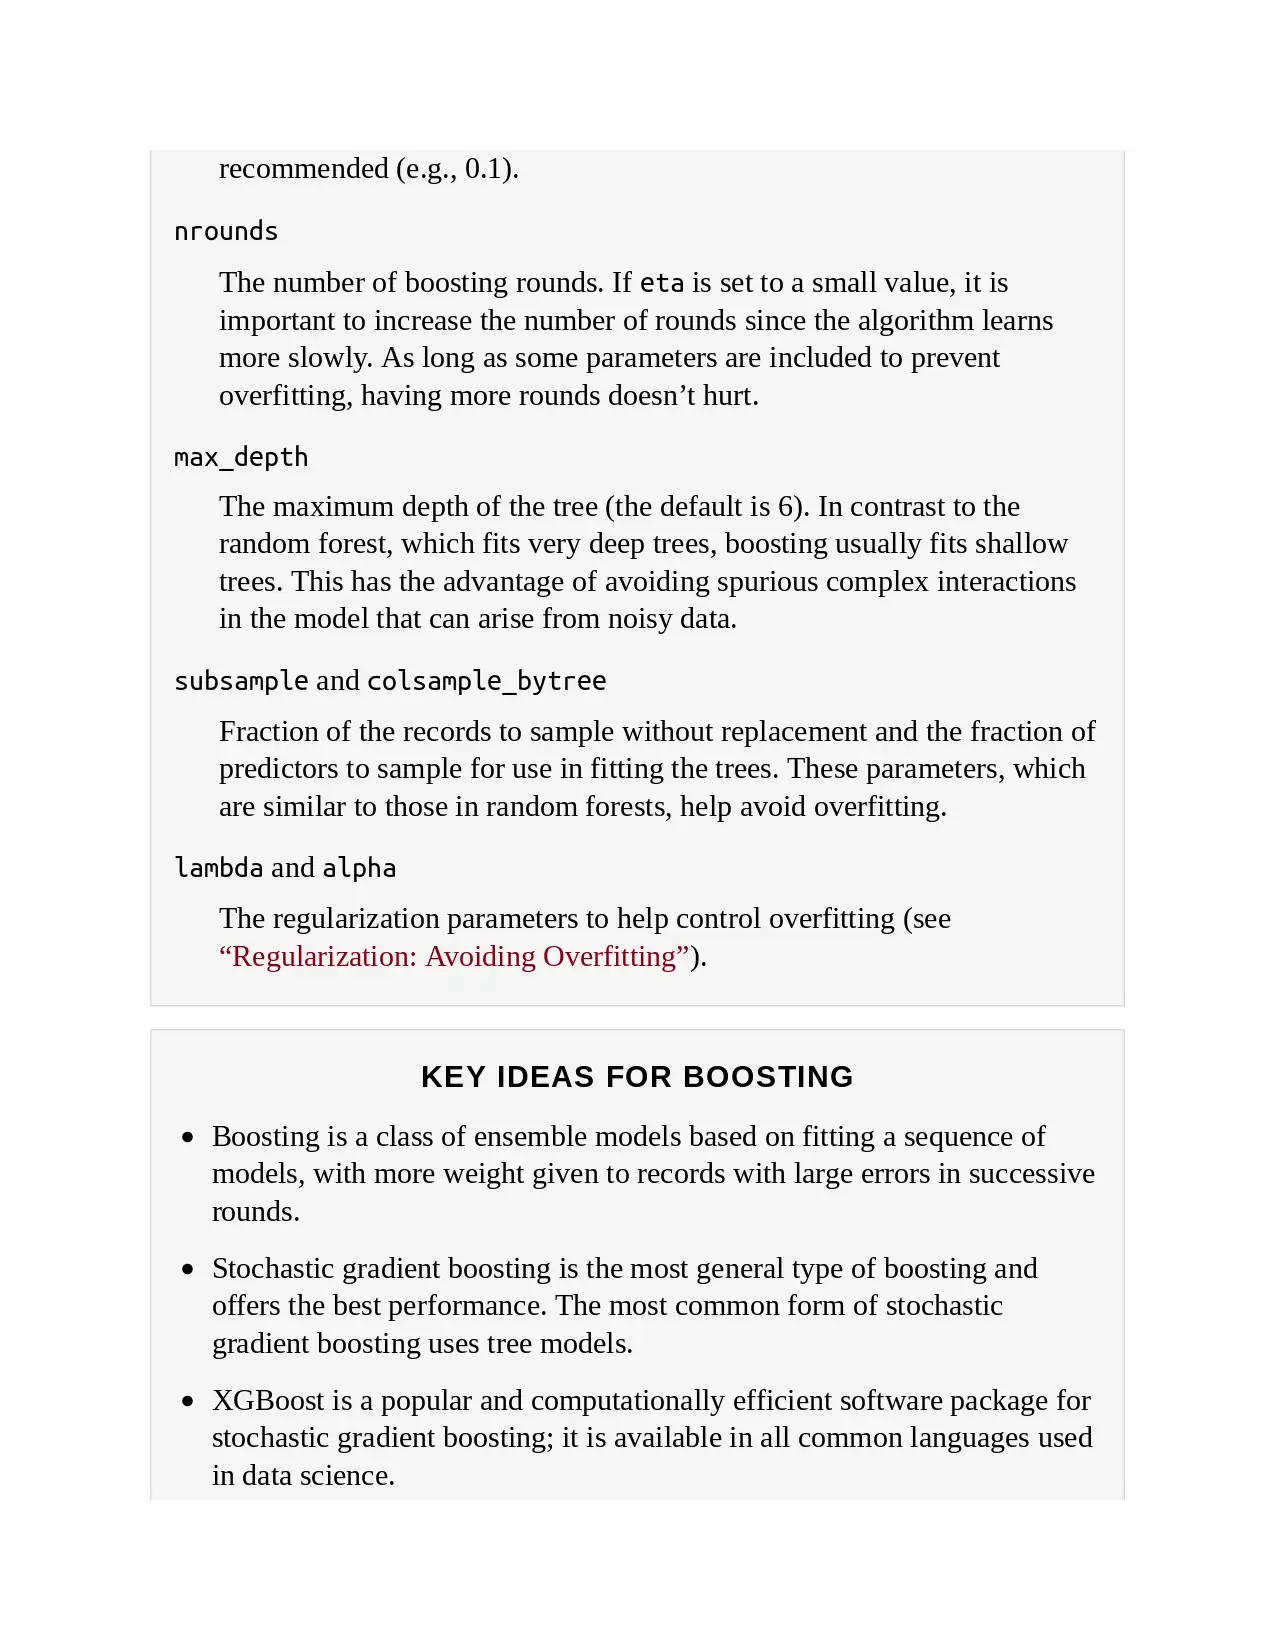 recommended (e.g., 0.1).
nrounds
The number of boosting rounds. If eta is set to a small value, it is
important to increase the number of rounds since the algorithm learns
more slowly. As long as some parameters are included to prevent
overfitting, having more rounds doesn’t hurt.
max_depth
The maximum depth of the tree (the default is 6). In contrast to the
random forest, which fits very deep trees, boosting usually fits shallow
trees. This has the advantage of avoiding spurious complex interactions
in the model that can arise from noisy data.
subsample and colsample_bytree
Fraction of the records to sample without replacement and the fraction of
predictors to sample for use in fitting the trees. These parameters, which
are similar to those in random forests, help avoid overfitting.
lambda and alpha
The regularization parameters to help control overfitting (see
“Regularization: Avoiding Overfitting”).
KEY IDEAS FOR BOOSTING
• Boosting is a class of ensemble models based on fitting a sequence of
models, with more weight given to records with large errors in successive
rounds.
• Stochastic gradient boosting is the most general type of boosting and
offers the best performance. The most common form of stochastic
gradient boosting uses tree models.
• XGBoost is a popular and computationally efficient software package for
stochastic gradient boosting; it is available in all common languages used
in data science.